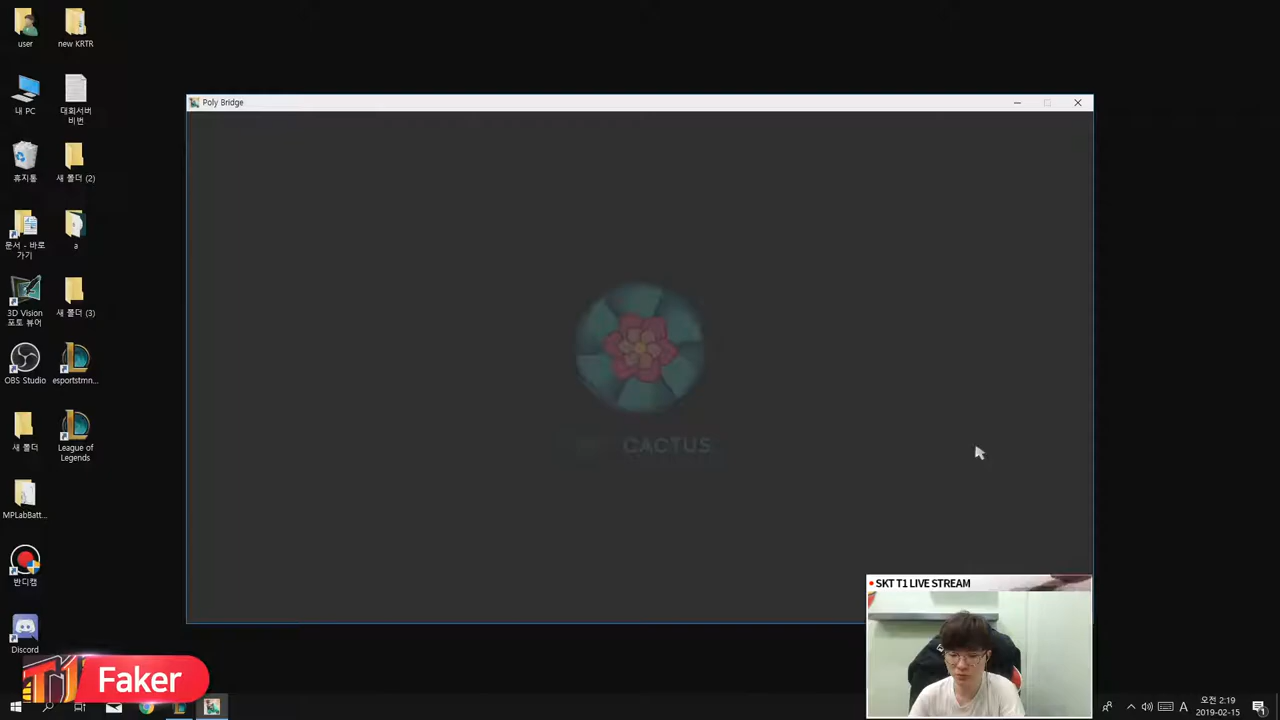 user
new KRTR
Poly Bridge
내 PC
대회서버
비번
휴지통
새 폴더 (2)
문서 - 바로
가기
a
3D Vision
포토 뷰어
새 폴더 (3)
OBS Studio
esportstmn...
CACTUS
새 폴더
League of
Legends
MPLabBatt...
반디캠
SKT T1 LIVE STREAM
Discord
T1
Faker
A
오전 2:19
2019-02-15
1